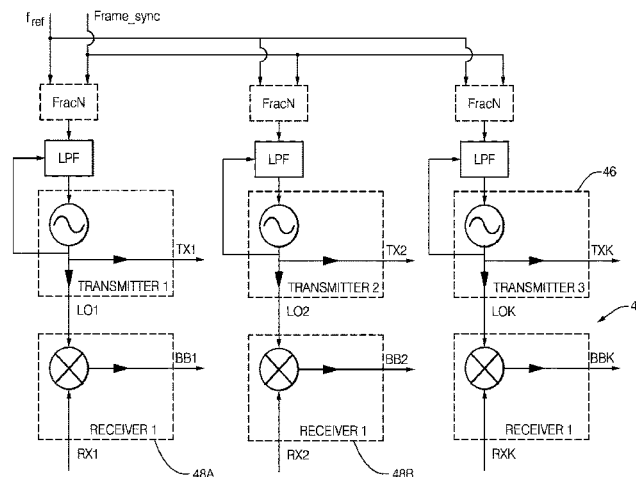 f_ref Frame_sync
FracN FracN FracN
LPF LPF LPF
46
TX1 TX2 TXK
TRANSMITTER 1 TRANSMITTER 2 TRANSMITTER 3
LO1 LO2 LOK
4
BB1 BB2 BBK
RECEIVER 1 RECEIVER 1 RECEIVER 1
RX1 RX2 RXK
48A 48B